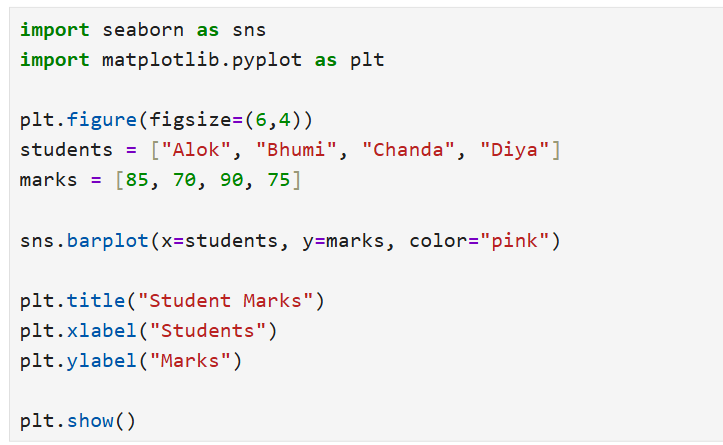 import seaborn as sns
import matplotlib.pyplot as plt
plt.figure(figsize=(6,4))
students = ["Alok", "Bhumi", "Chanda", "Diya"]
marks = [85, 70, 90, 75]
sns.barplot(x=students, y=marks, color="pink")
plt.title("Student Marks")
plt.xlabel("Students")
plt.ylabel("Marks")
plt.show()